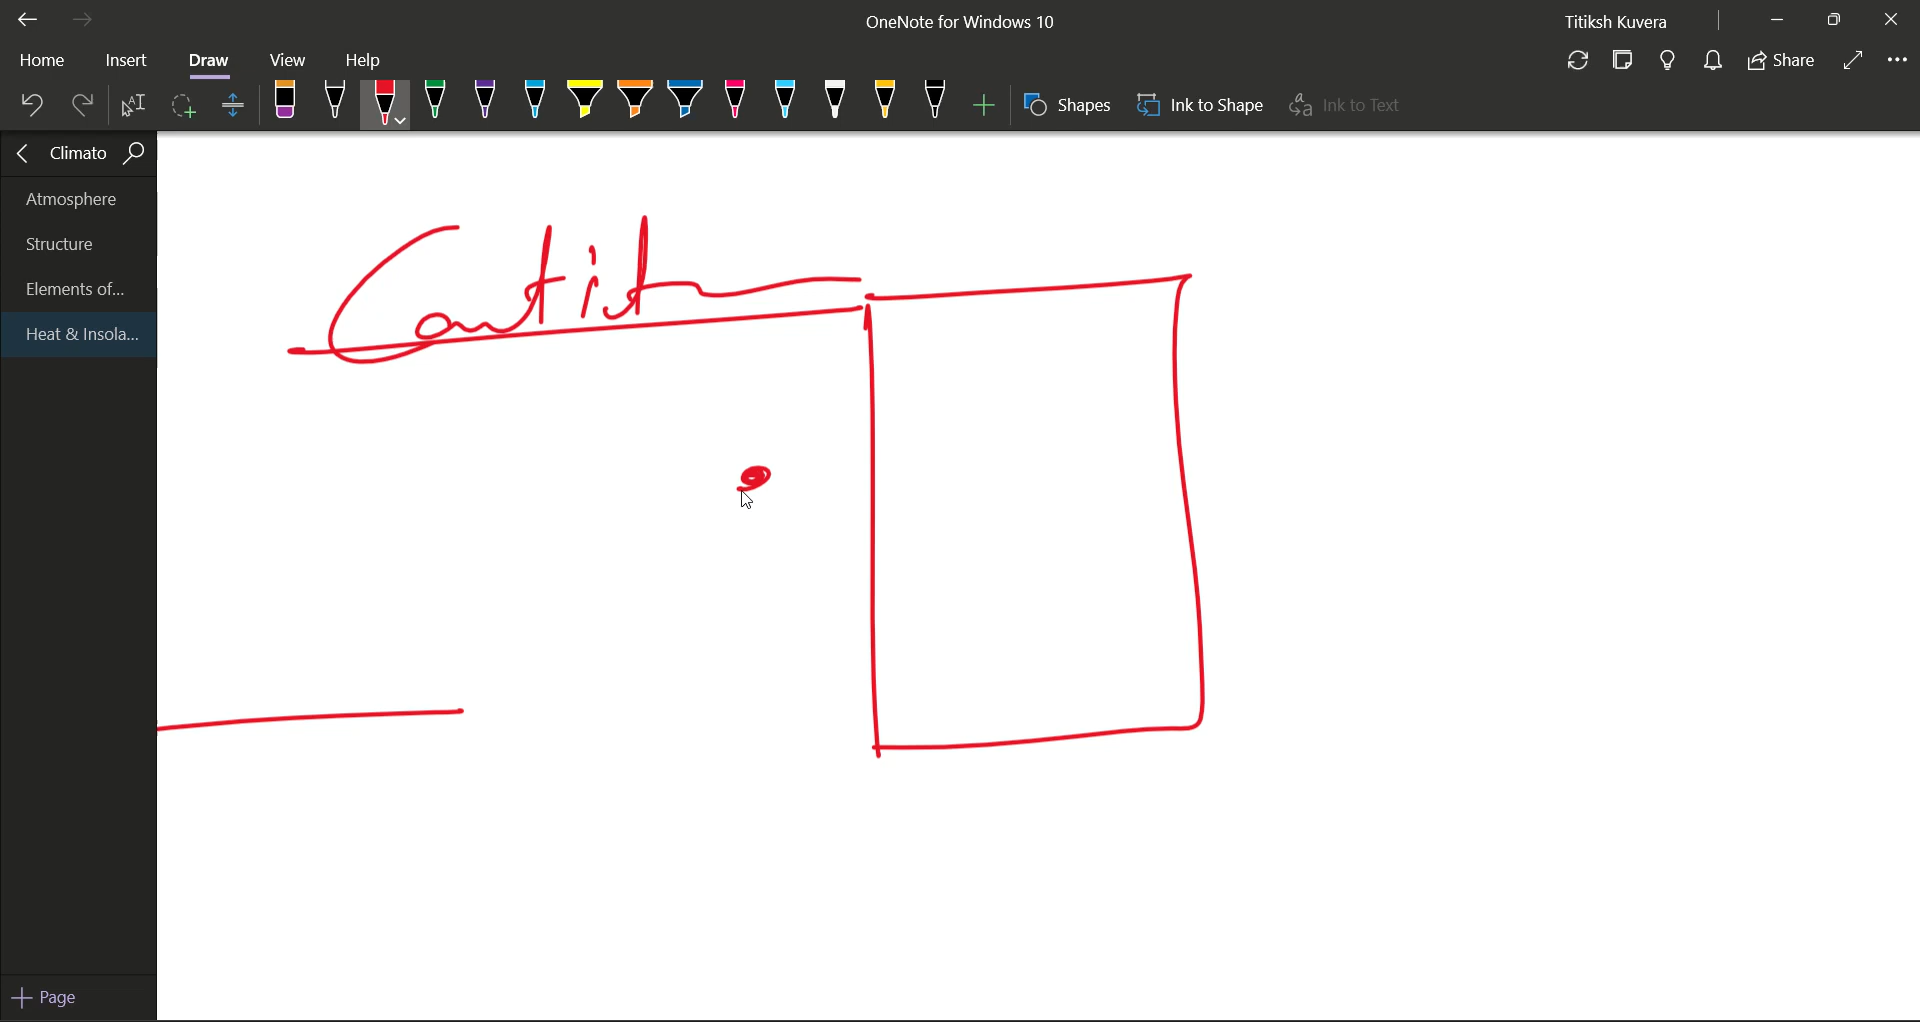 OneNote for Windows 10
Titiksh Kuvera
Home Insert Draw View Help
Share
Shapes Ink to Shape Ink to Text
Climato
Atmosphere
Structure
Elements of...
Heat & Insola...
Page